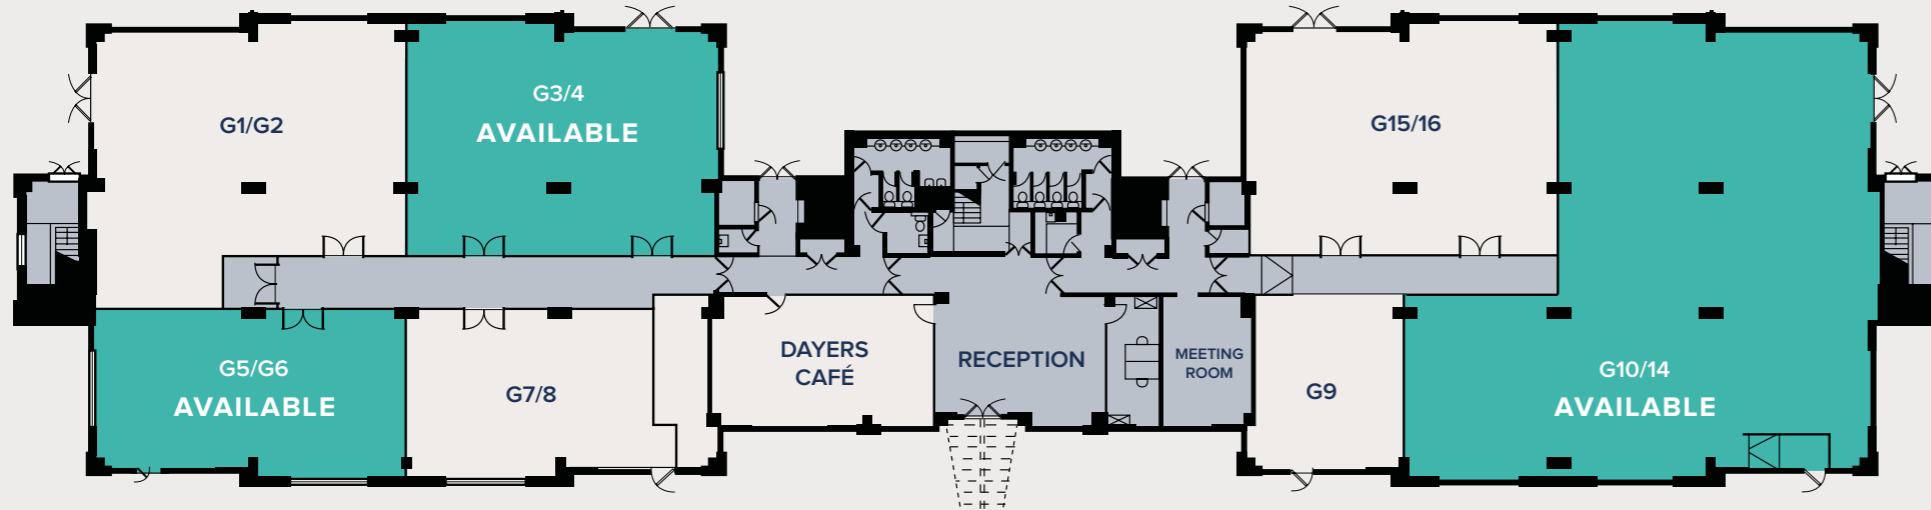 G1/G2
G3/4
AVAILABLE
G15/16
G5/G6
AVAILABLE
G7/8
DAYERS
CAFÉ
RECEPTION
MEETING
ROOM
G9
G10/14
AVAILABLE